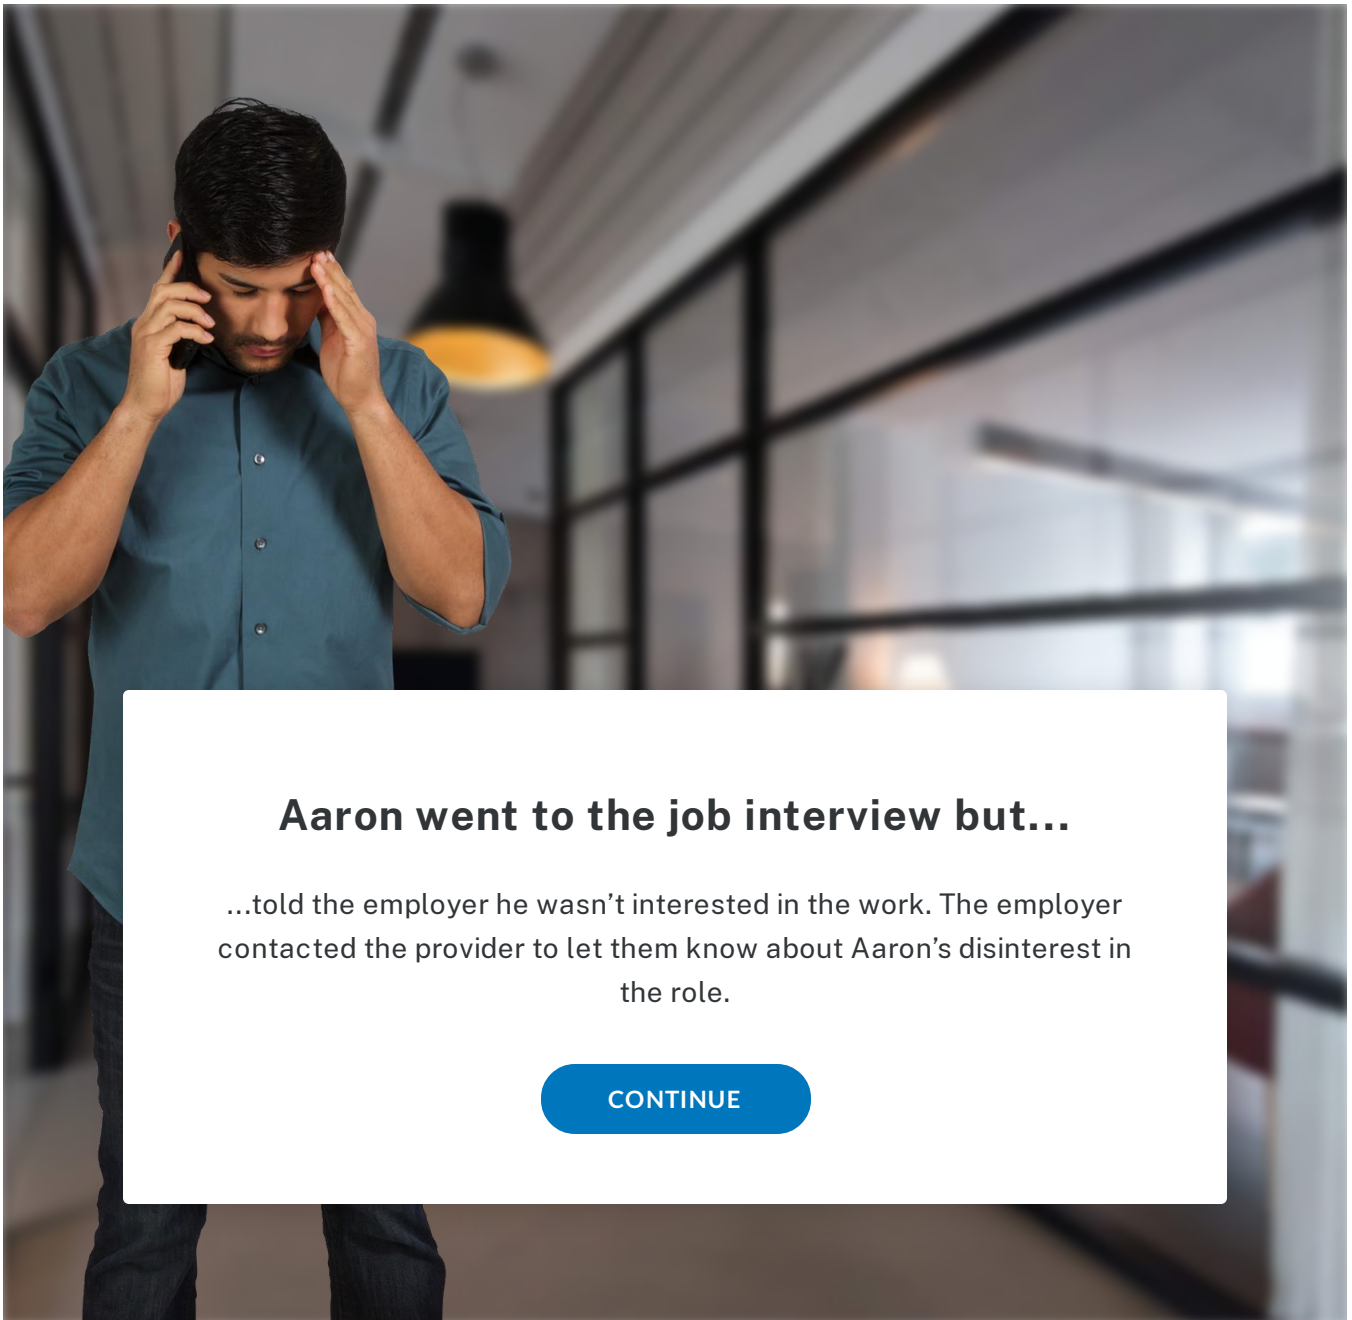 Aaron went to the job interview but...
...told the employer he wasn’t interested in the work. The employer
contacted the provider to let them know about Aaron’s disinterest in
the role.
CONTINUE